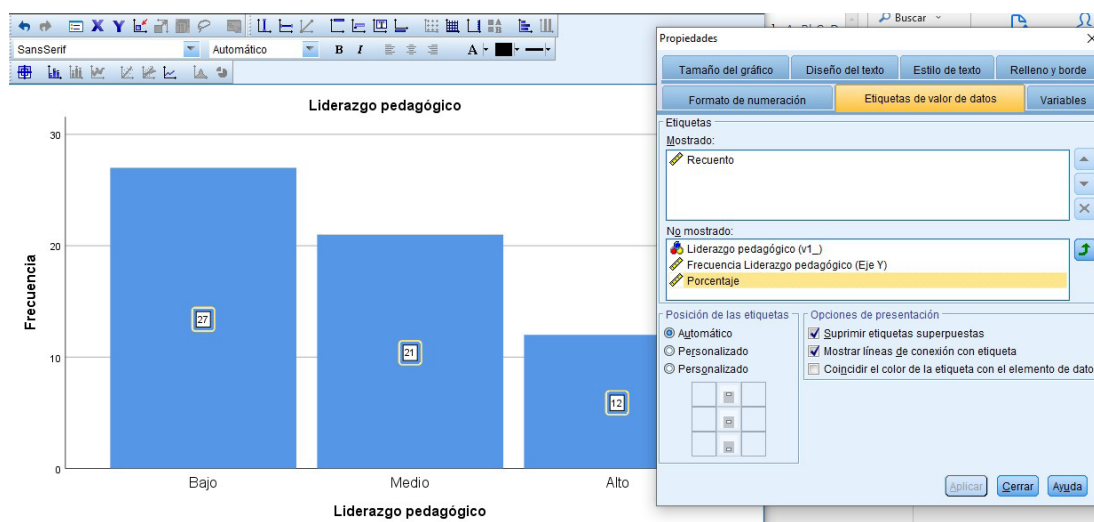 Buscar
X Y
SansSerif
Automático
B I
A
Liderazgo pedagógico
30
20
10
0
Frecuencia
27
21
12
Bajo
Medio
Alto
Liderazgo pedagógico
Propiedades
Tamaño del gráfico
Diseño del texto
Estilo de texto
Relleno y borde
Formato de numeración
Etiquetas de valor de datos
Variables
Etiquetas
Mostrado:
Recuento
No mostrado:
Liderazgo pedagógico (v1_)
Frecuencia Liderazgo pedagógico (Eje Y)
Porcentaje
Posición de las etiquetas
Automático
Personalizado
Personalizado
Opciones de presentación
Suprimir etiquetas superpuestas
Mostrar líneas de conexión con etiqueta
Coincidir el color de la etiqueta con el elemento de dato
Aplicar
Cerrar
Ayuda